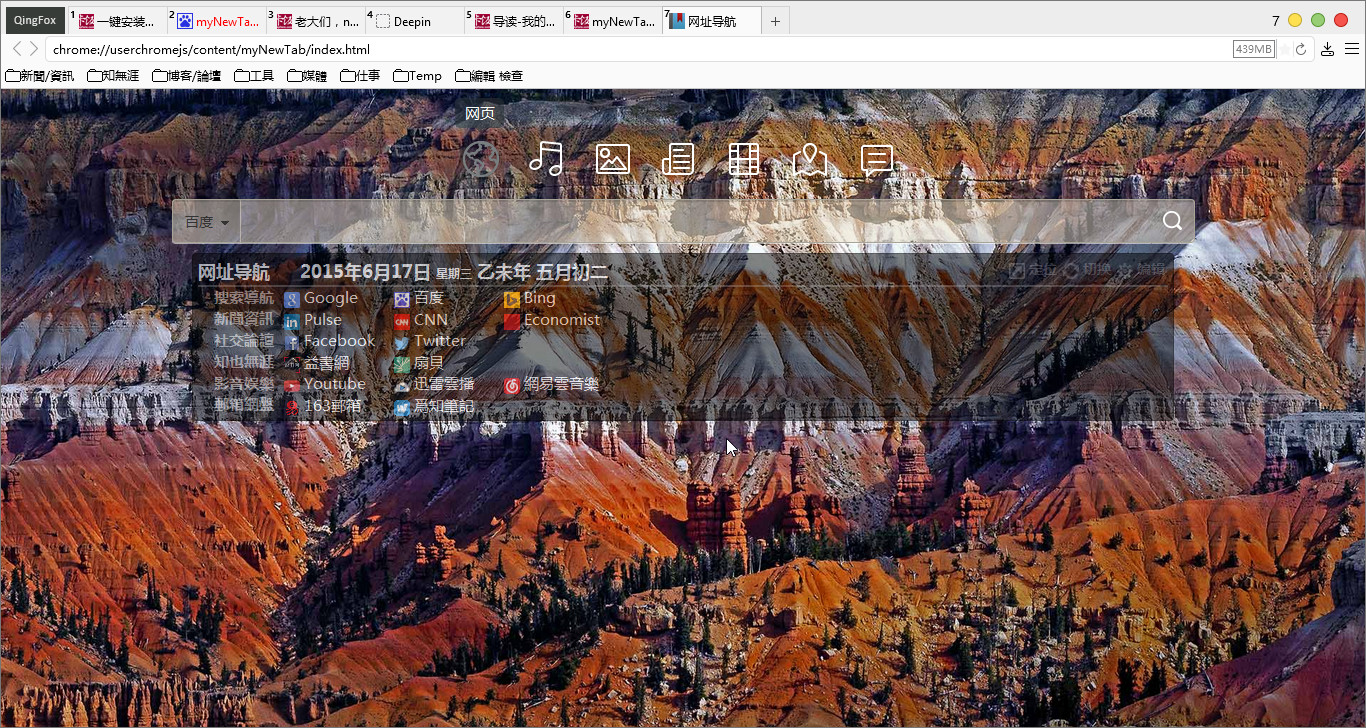 QingFox 1 一键安装... 2 myNewTa... 3 老大们，n... 4 Deepin 5 导读-我的... 6 myNewTa... 7 网址导航 + 7
chrome://userchromejs/content/myNewTab/index.html 439MB
新聞/資訊 知無涯 博客/論壇 工具 媒體 仕事 Temp 編輯 檢查
网页
百度
网址导航 2015年6月17日 星期三 乙未年 五月初二 定位 切换 编辑
搜索導航 Google 百度 Bing
新聞資訊 Pulse CNN Economist
社交論壇 Facebook Twitter
知也無涯 益書網 扇貝
影音娛樂 Youtube 迅雷雲播 網易雲音樂
郵箱網盤 163郵箱 爲知筆記